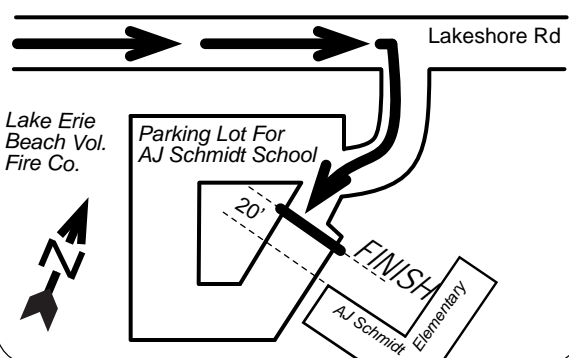 Lakeshore Rd
Lake Erie
Beach Vol.
Fire Co.
Parking Lot For
AJ Schmidt School
20'
FINISH
N
AJ Schmidt
Elementary